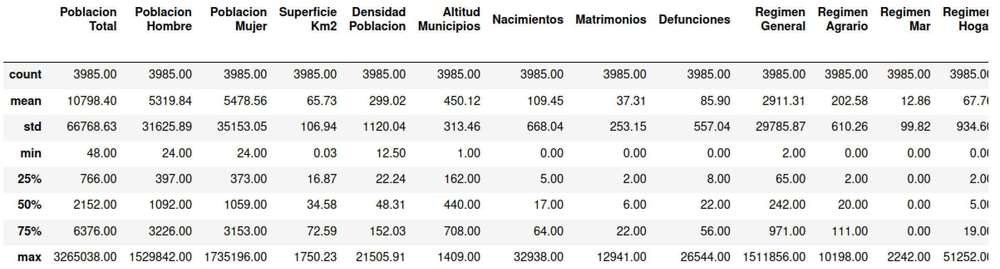 Poblacion Total Poblacion Hombre Poblacion Mujer Superficie Km2 Densidad Poblacion Altitud Municipios Nacimientos Matrimonios Defunciones Regimen General Regimen Agrario Regimen Mar
count 3985.00 3985.00 3985.00 3985.00 3985.00 3985.00 3985.00 3985.00 3985.00 3985.00 3985.00 3985.00 3985.0
mean 10798.40 5319.84 5478.56 65.73 299.02 450.12 109.45 37.31 85.90 2911.31 202.58 12.86 67.7
std 66768.63 31625.89 35153.05 106.94 1120.04 313.46 668.04 253.15 557.04 29785.87 610.26 99.82 934.6
min 48.00 24.00 24.00 0.03 12.50 1.00 0.00 0.00 0.00 2.00 0.00 0.00 0.0
25% 766.00 397.00 373.00 16.87 22.24 162.00 5.00 2.00 8.00 65.00 2.00 0.00 2.0
50% 2152.00 1092.00 1059.00 34.58 48.31 440.00 17.00 6.00 22.00 242.00 20.00 0.00 5.0
75% 6376.00 3226.00 3153.00 72.59 152.03 708.00 64.00 22.00 56.00 971.00 111.00 0.00 19.0
max 3265038.00 1529842.00 1735196.00 1750.23 21505.91 1409.00 32938.00 12941.00 26544.00 1511856.00 10198.00 2242.00 51252.0